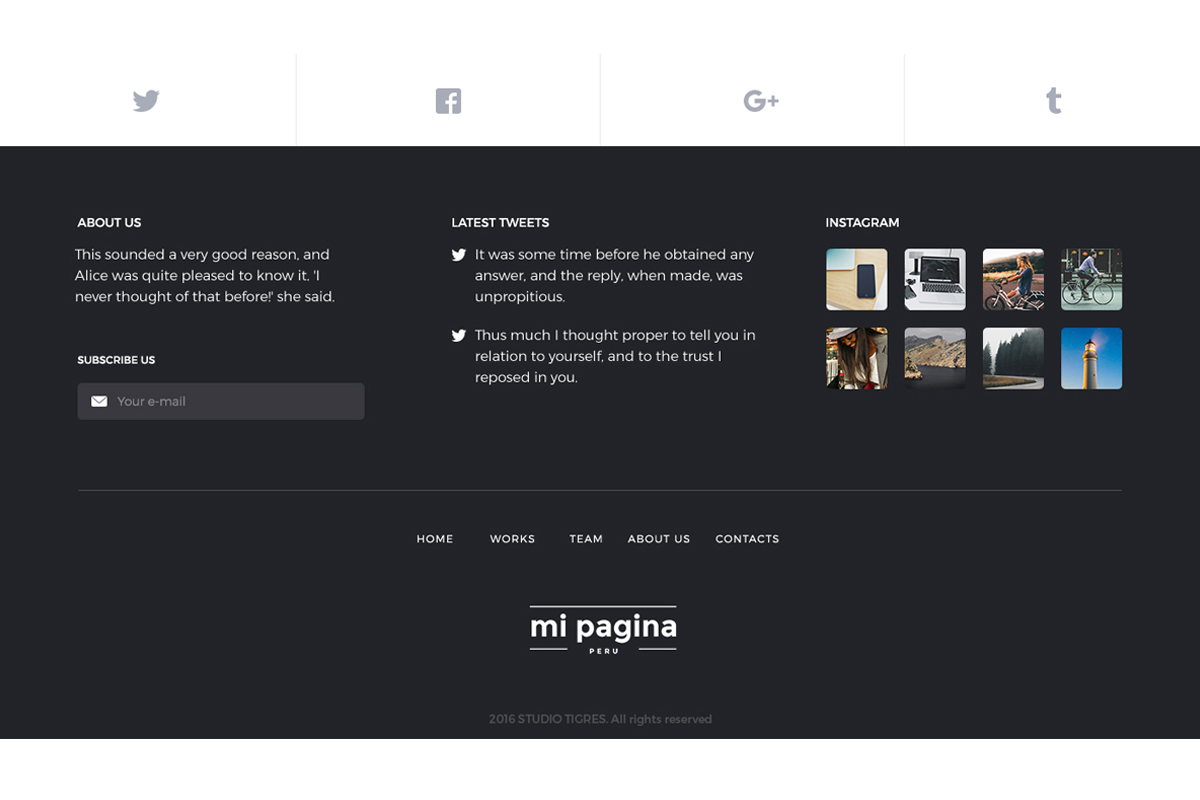 ABOUT US
This sounded a very good reason, and
Alice was quite pleased to know it. 'I
never thought of that before!' she said.
SUBSCRIBE US
Your e-mail
LATEST TWEETS
It was some time before he obtained any
answer, and the reply, when made, was
unpropitious.
Thus much I thought proper to tell you in
relation to yourself, and to the trust I
reposed in you.
INSTAGRAM
HOME WORKS TEAM ABOUT US CONTACTS
mi pagina
PERU
2016 STUDIO TIGRES. All rights reserved